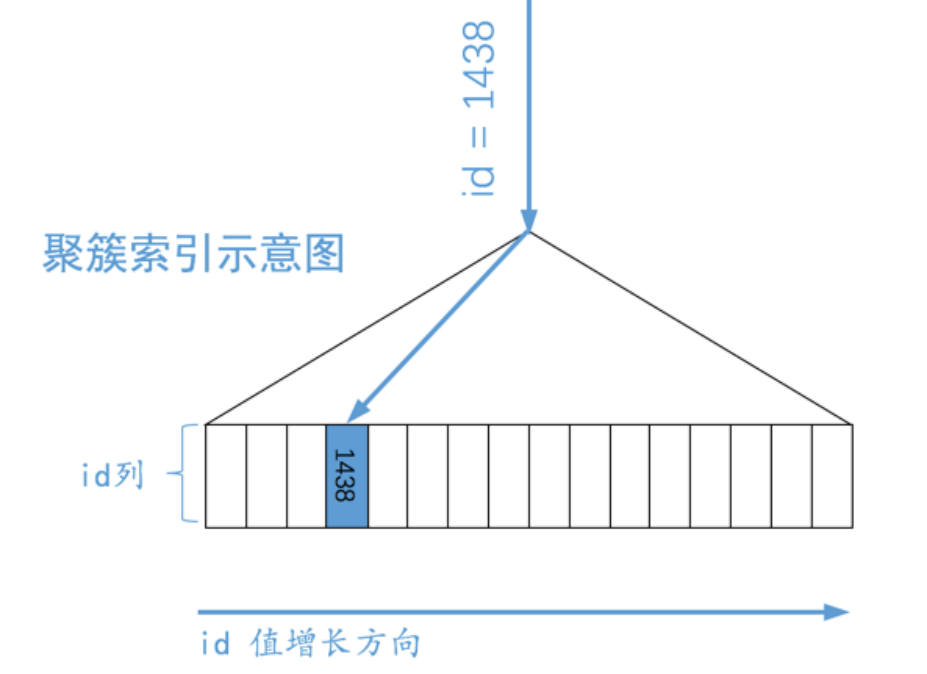 id = 1438
聚簇索引示意图
1438
id列
id 值增长方向